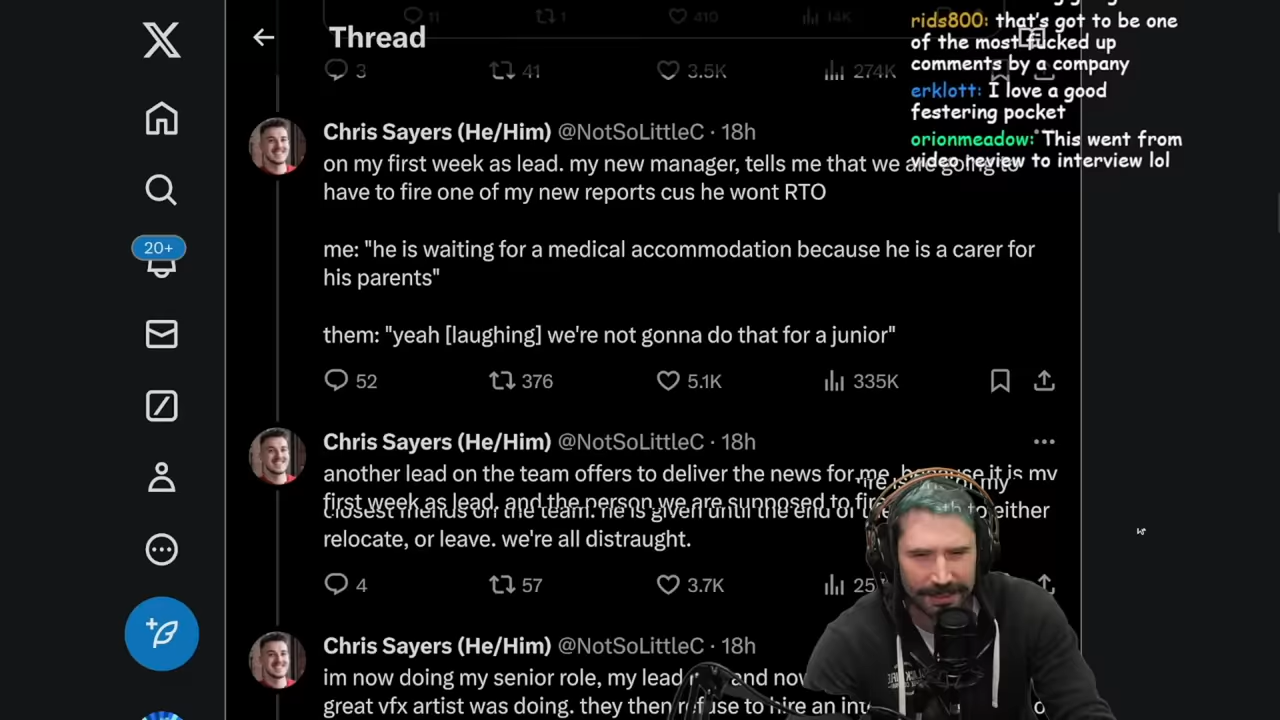 11
1
410
14K
Thread
3
41
3.5K
274K
rids800: that's got to be one
of the most fucked up
comments by a company
erklott: I love a good
festering pocket
orionmeadow: This went from
video review to interview lol
Chris Sayers (He/Him) @NotSoLittleC · 18h
on my first week as lead. my new manager, tells me that we are going to
have to fire one of my new reports cus he wont RTO
me: "he is waiting for a medical accommodation because he is a carer for
his parents"
them: "yeah [laughing] we're not gonna do that for a junior"
52
376
5.1K
335K
20+
Chris Sayers (He/Him) @NotSoLittleC · 18h
another lead on the team offers to deliver the news for me, because it is my
first week as lead. and the person we are supposed to fire is one of my
closest friends on the team. he is given until the end of the to either
relocate, or leave. we're all distraught.
4
57
3.7K
Chris Sayers (He/Him) @NotSoLittleC · 18h
im now doing my senior role, my lead and
great vfx artist was doing. they then refuse to hire an